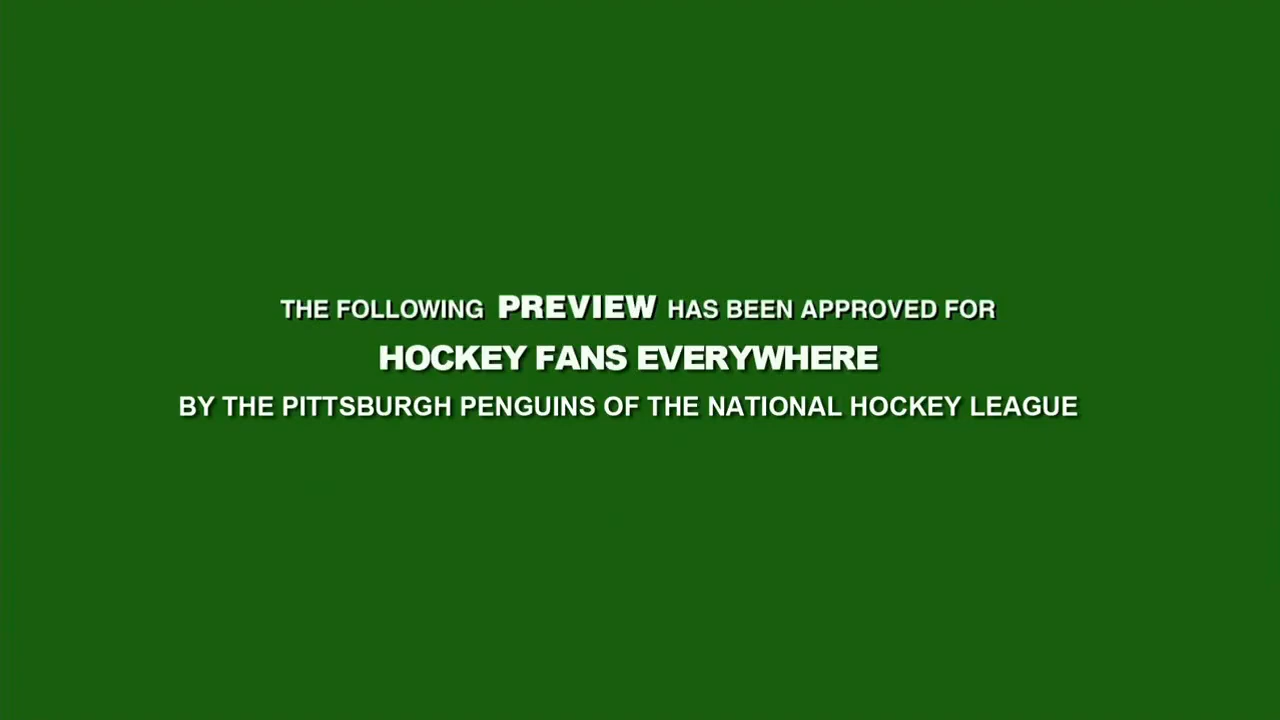 THE FOLLOWING PREVIEW HAS BEEN APPROVED FOR
HOCKEY FANS EVERYWHERE
BY THE PITTSBURGH PENGUINS OF THE NATIONAL HOCKEY LEAGUE